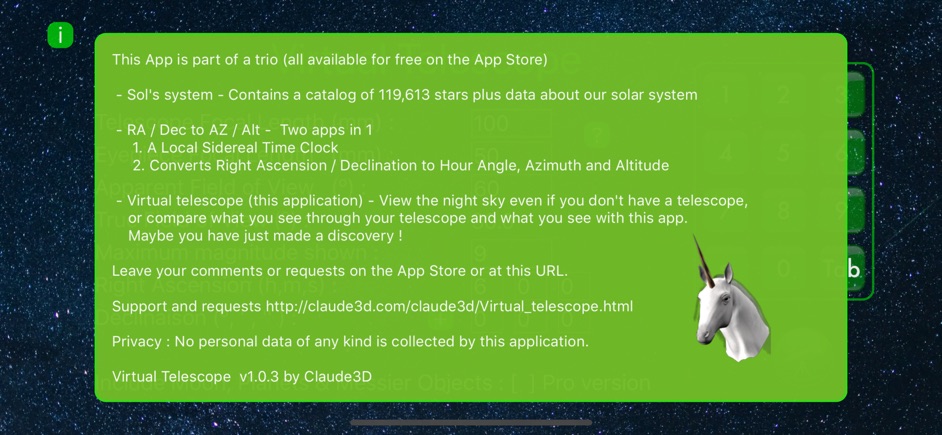 i
This App is part of a trio (all available for free on the App Store)
- Sol's system - Contains a catalog of 119,613 stars plus data about our solar system
- RA / Dec to AZ / Alt - Two apps in 1
1. A Local Sidereal Time Clock
2. Converts Right Ascension / Declination to Hour Angle, Azimuth and Altitude
- Virtual telescope (this application) - View the night sky even if you don't have a telescope,
or compare what you see through your telescope and what you see with this app.
Maybe you have just made a discovery !
Leave your comments or requests on the App Store or at this URL.
Support and requests http://claude3d.com/claude3d/Virtual_telescope.html
Privacy : No personal data of any kind is collected by this application.
Virtual Telescope v1.0.3 by Claude3D